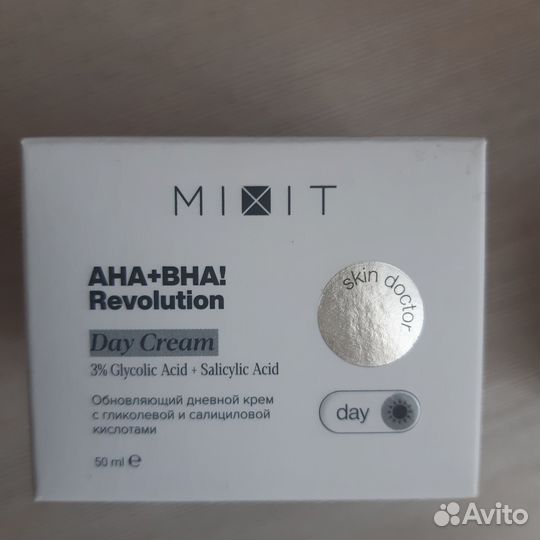 MIXIT
AHA+BHA!
Revolution
Day Cream
3% Glycolic Acid + Salicylic Acid
Обновляющий дневной крем
с гликолевой и салициловой
кислотами
50 ml ℮
skin doctor
day
Avito